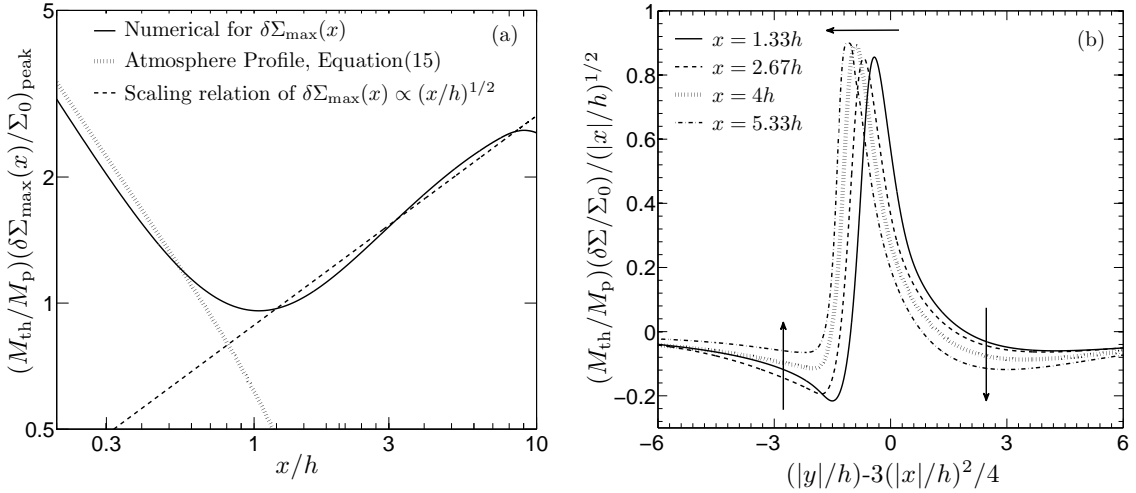 (a)
Numerical for δΣmax(x)
Atmosphere Profile, Equation(15)
Scaling relation of δΣmax(x) ∝ (x/h)^1/2
(Mth/Mp)(δΣmax(x)/Σ0)peak
5
2
1
0.5
0.3
1
3
10
x/h
(b)
x = 1.33h
x = 2.67h
x = 4h
x = 5.33h
(Mth/Mp)(δΣ/Σ0)/(|x|/h)^1/2
1
0.8
0.6
0.4
0.2
0
−0.2
−6
−3
0
3
6
(|y|/h)-3(|x|/h)^2/4